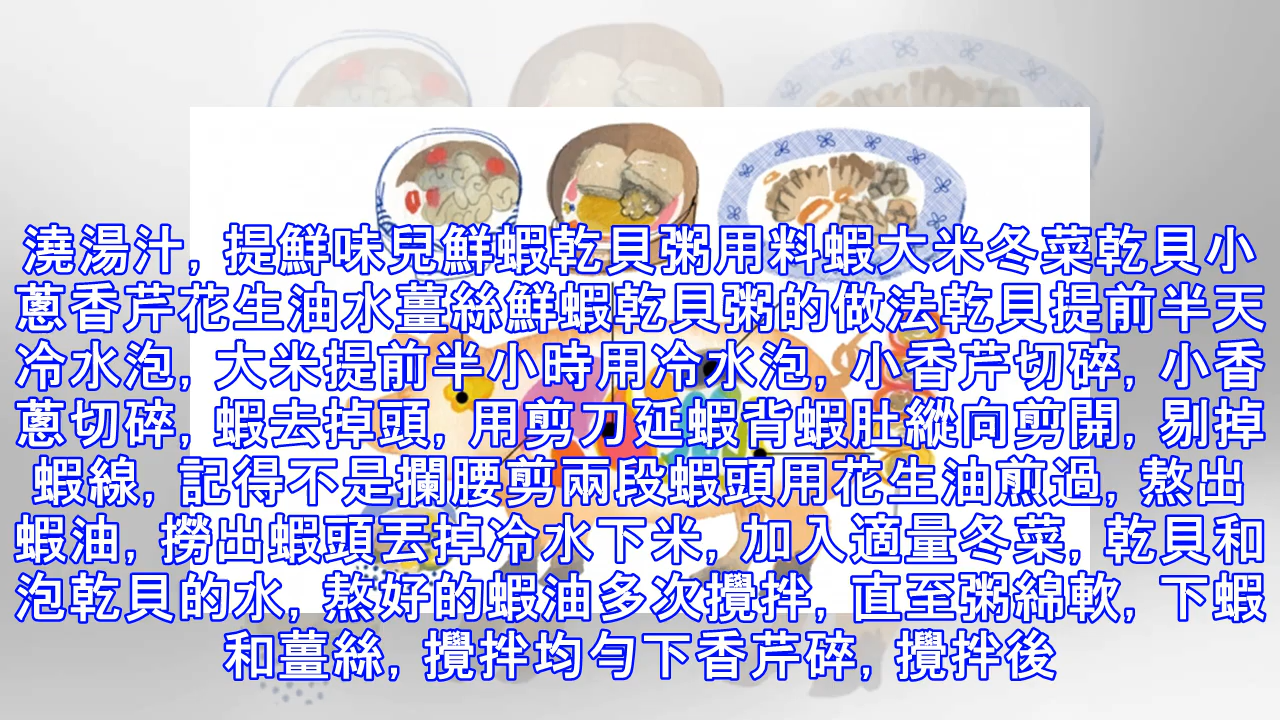 澆湯汁, 提鮮味兒鮮蝦乾貝粥用料蝦大米冬菜乾貝小
蔥香芹花生油水薑絲鮮蝦乾貝粥的做法乾貝提前半天
冷水泡, 大米提前半小時用冷水泡, 小香芹切碎, 小香
蔥切碎, 蝦去掉頭, 用剪刀延蝦背蝦肚縱向剪開, 剔掉
蝦線, 記得不是攔腰剪兩段蝦頭用花生油煎過, 熬出
蝦油, 撈出蝦頭丟掉冷水下米, 加入適量冬菜, 乾貝和
泡乾貝的水, 熬好的蝦油多次攪拌, 直至粥綿軟, 下蝦
和薑絲, 攪拌均勻下香芹碎, 攪拌後